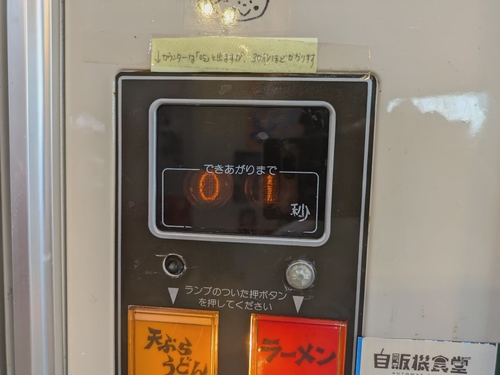 できあがりまで
01
秒
ランプのついた押ボタン
を押してください
天ぷら
うどん
ラーメン
自販機食堂